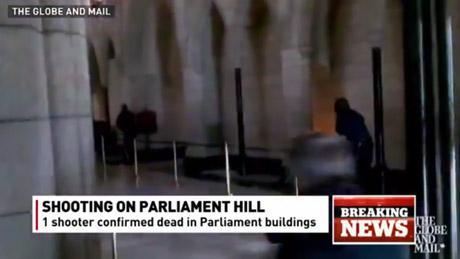 THE GLOBE AND MAIL
SHOOTING ON PARLIAMENT HILL
1 shooter confirmed dead in Parliament buildings
BREAKING
NEWS
THE
GLOBE
AND
MAIL*